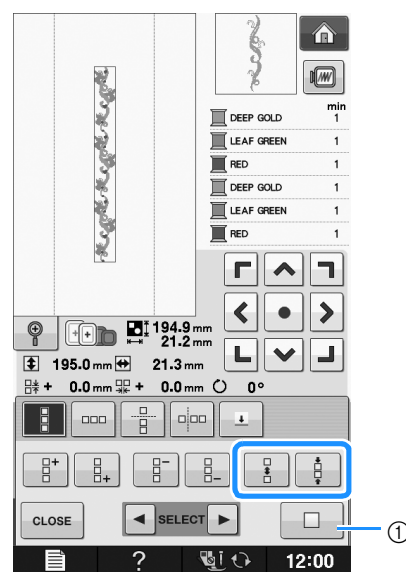 min
DEEP GOLD 1
LEAF GREEN 1
RED 1
DEEP GOLD 1
LEAF GREEN 1
RED 1
194.9 mm
21.2 mm
195.0 mm 21.3 mm
+ 0.0 mm + 0.0 mm 0°
CLOSE SELECT ①
? 12:00